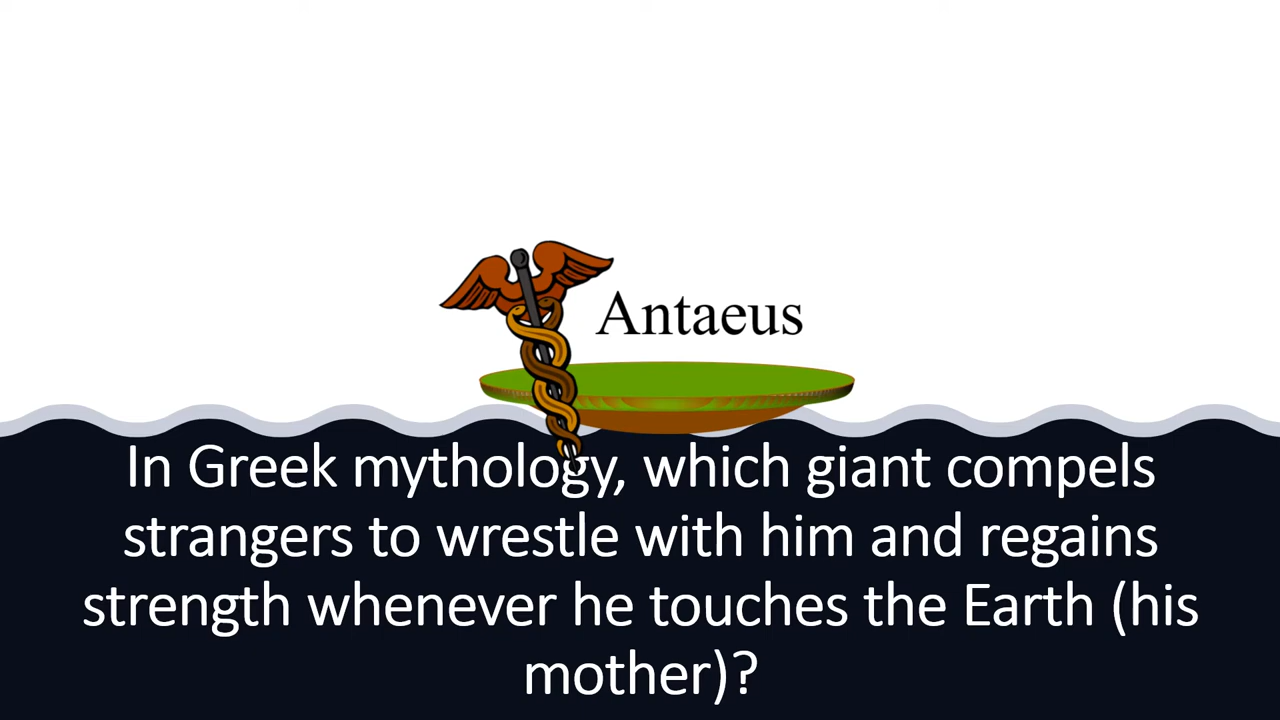 Antaeus
In Greek mythology, which giant compels
strangers to wrestle with him and regains
strength whenever he touches the Earth (his
mother)?